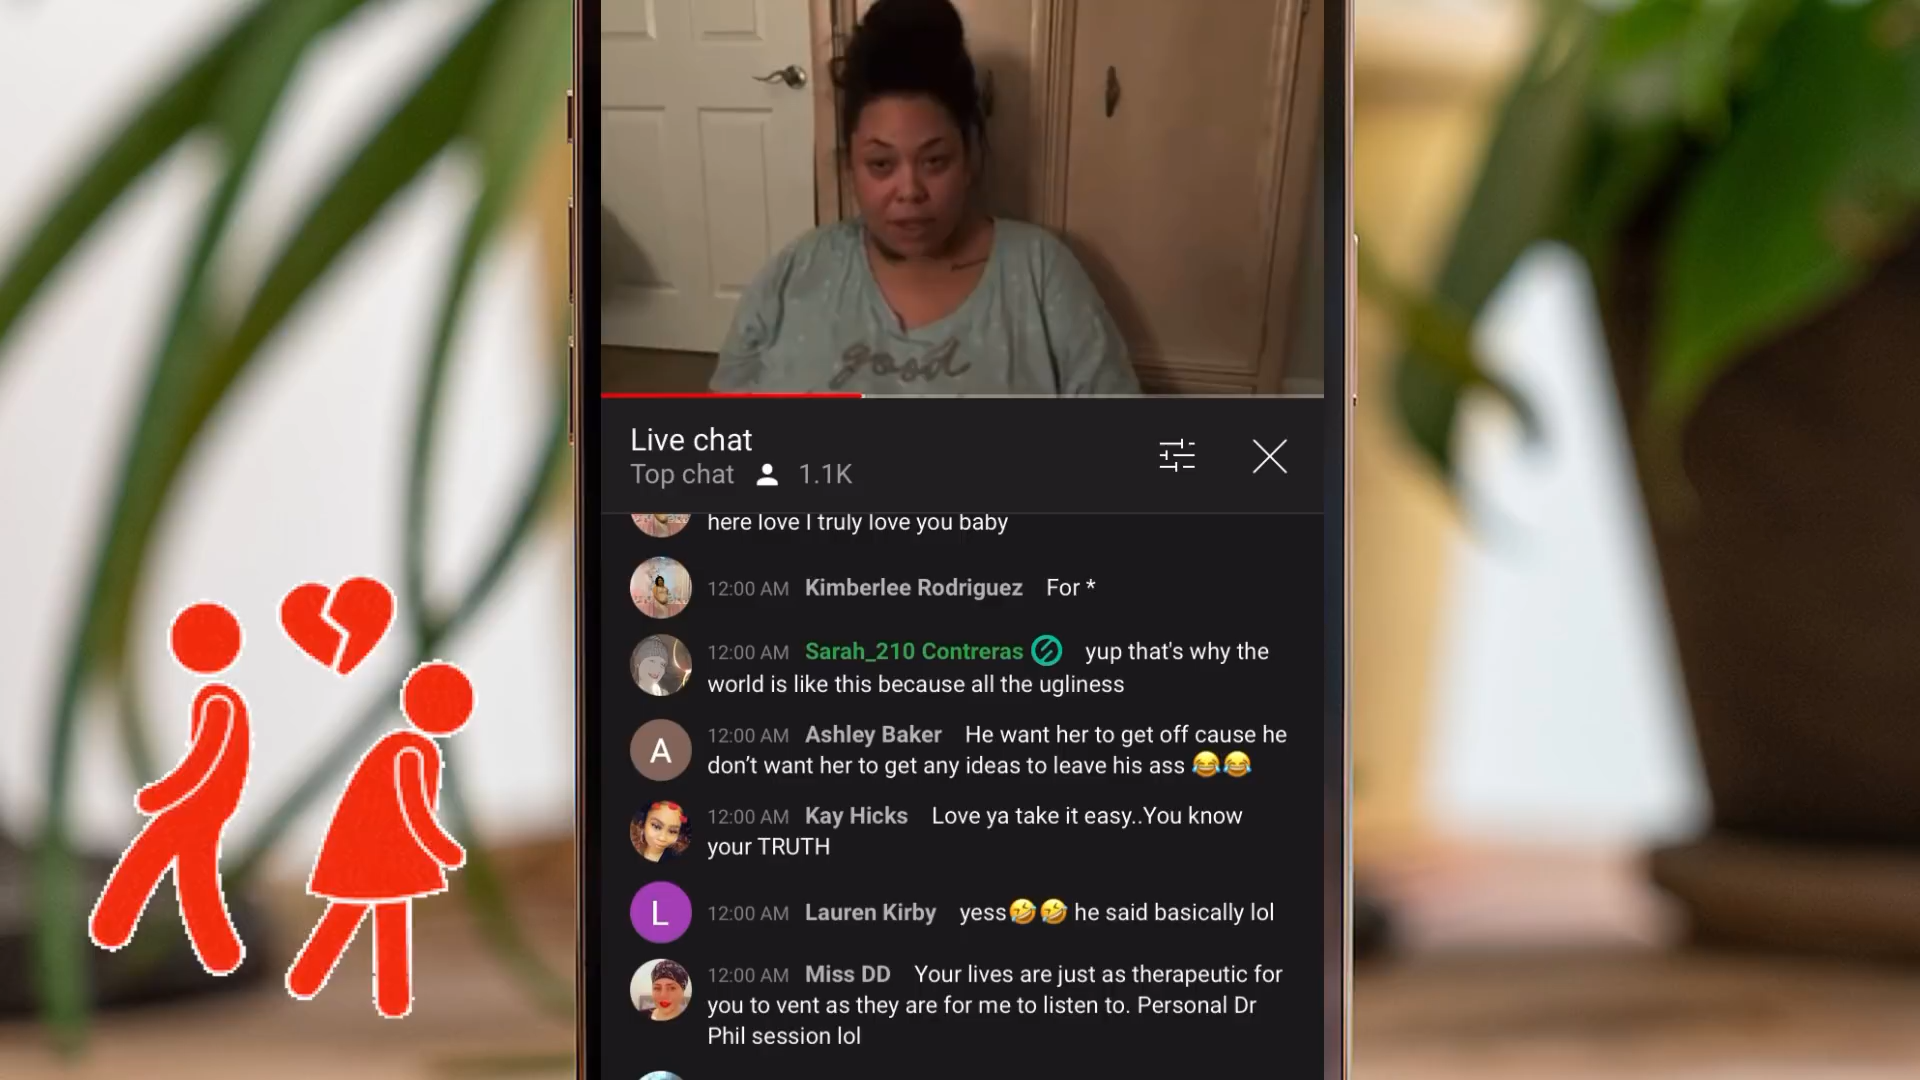 good
Live chat
Top chat 1.1K
here love I truly love you baby
12:00 AM Kimberlee Rodriguez For *
12:00 AM Sarah_210 Contreras yup that's why the
world is like this because all the ugliness
A
12:00 AM Ashley Baker He want her to get off cause he
don’t want her to get any ideas to leave his ass 😂😂
12:00 AM Kay Hicks Love ya take it easy..You know
your TRUTH
L
12:00 AM Lauren Kirby yess🤣🤣 he said basically lol
12:00 AM Miss DD Your lives are just as therapeutic for
you to vent as they are for me to listen to. Personal Dr
Phil session lol